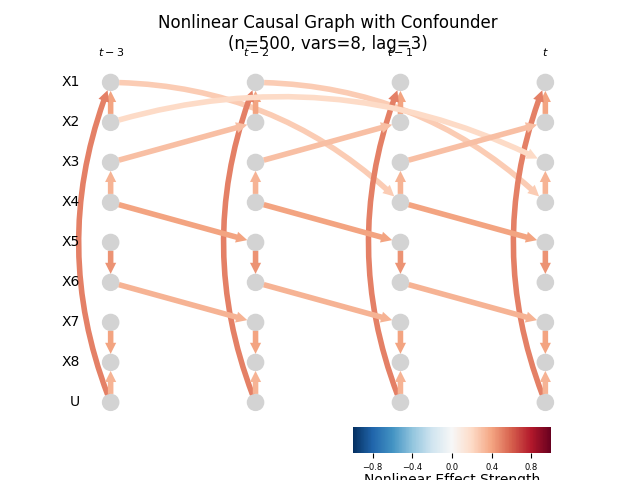 Nonlinear Causal Graph with Confounder
(n=500, vars=8, lag=3)
t − 3 t − 2 t − 1 t
X1
X2
X3
X4
X5
X6
X7
X8
U
−0.8 −0.4 0.0 0.4 0.8
Nonlinear Effect Strength